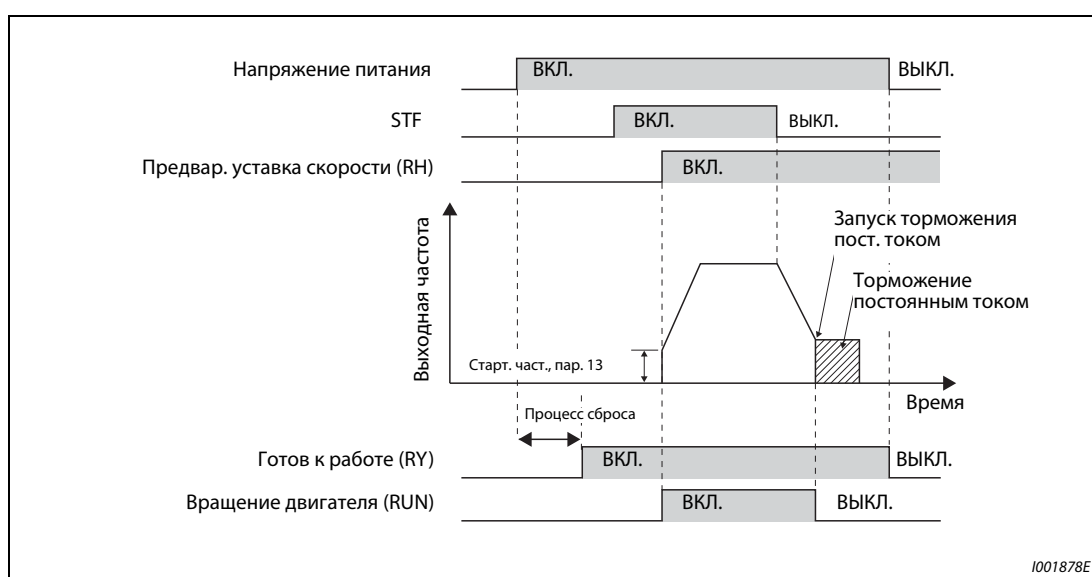 Напряжение питания
ВКЛ.
ВЫКЛ.
STF
ВКЛ.
ВЫКЛ.
Предвар. уставка скорости (RH)
ВКЛ.
Выходная частота
Запуск торможения
пост. током
Торможение
постоянным током
Старт. част., пар. 13
Время
Процесс сброса
Готов к работе (RY)
ВКЛ.
ВЫКЛ.
Вращение двигателя (RUN)
ВКЛ.
ВЫКЛ.
I001878E